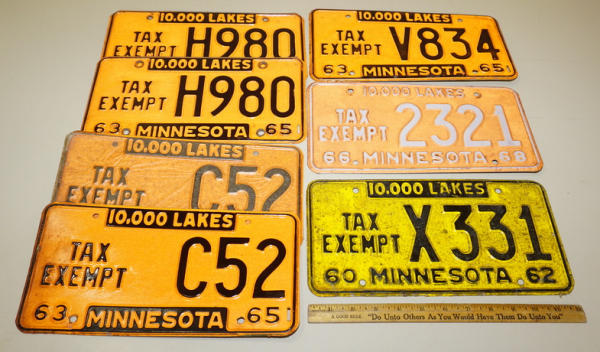 10,000 LAKES
TAX
EXEMPT H980
10,000 LAKES
TAX
EXEMPT H980
63 MINNESOTA 65
10,000 LAKES
TAX
EXEMPT C52
10,000 LAKES
TAX
EXEMPT C52
63 MINNESOTA 65
10,000 LAKES
TAX
EXEMPT V834
63 MINNESOTA 65
10,000 LAKES
TAX
EXEMPT 2321
66 MINNESOTA 68
10,000 LAKES
TAX
EXEMPT X331
60 MINNESOTA 62
A GOOD RULE "Do Unto Others As You Would Have Them Do Unto You"